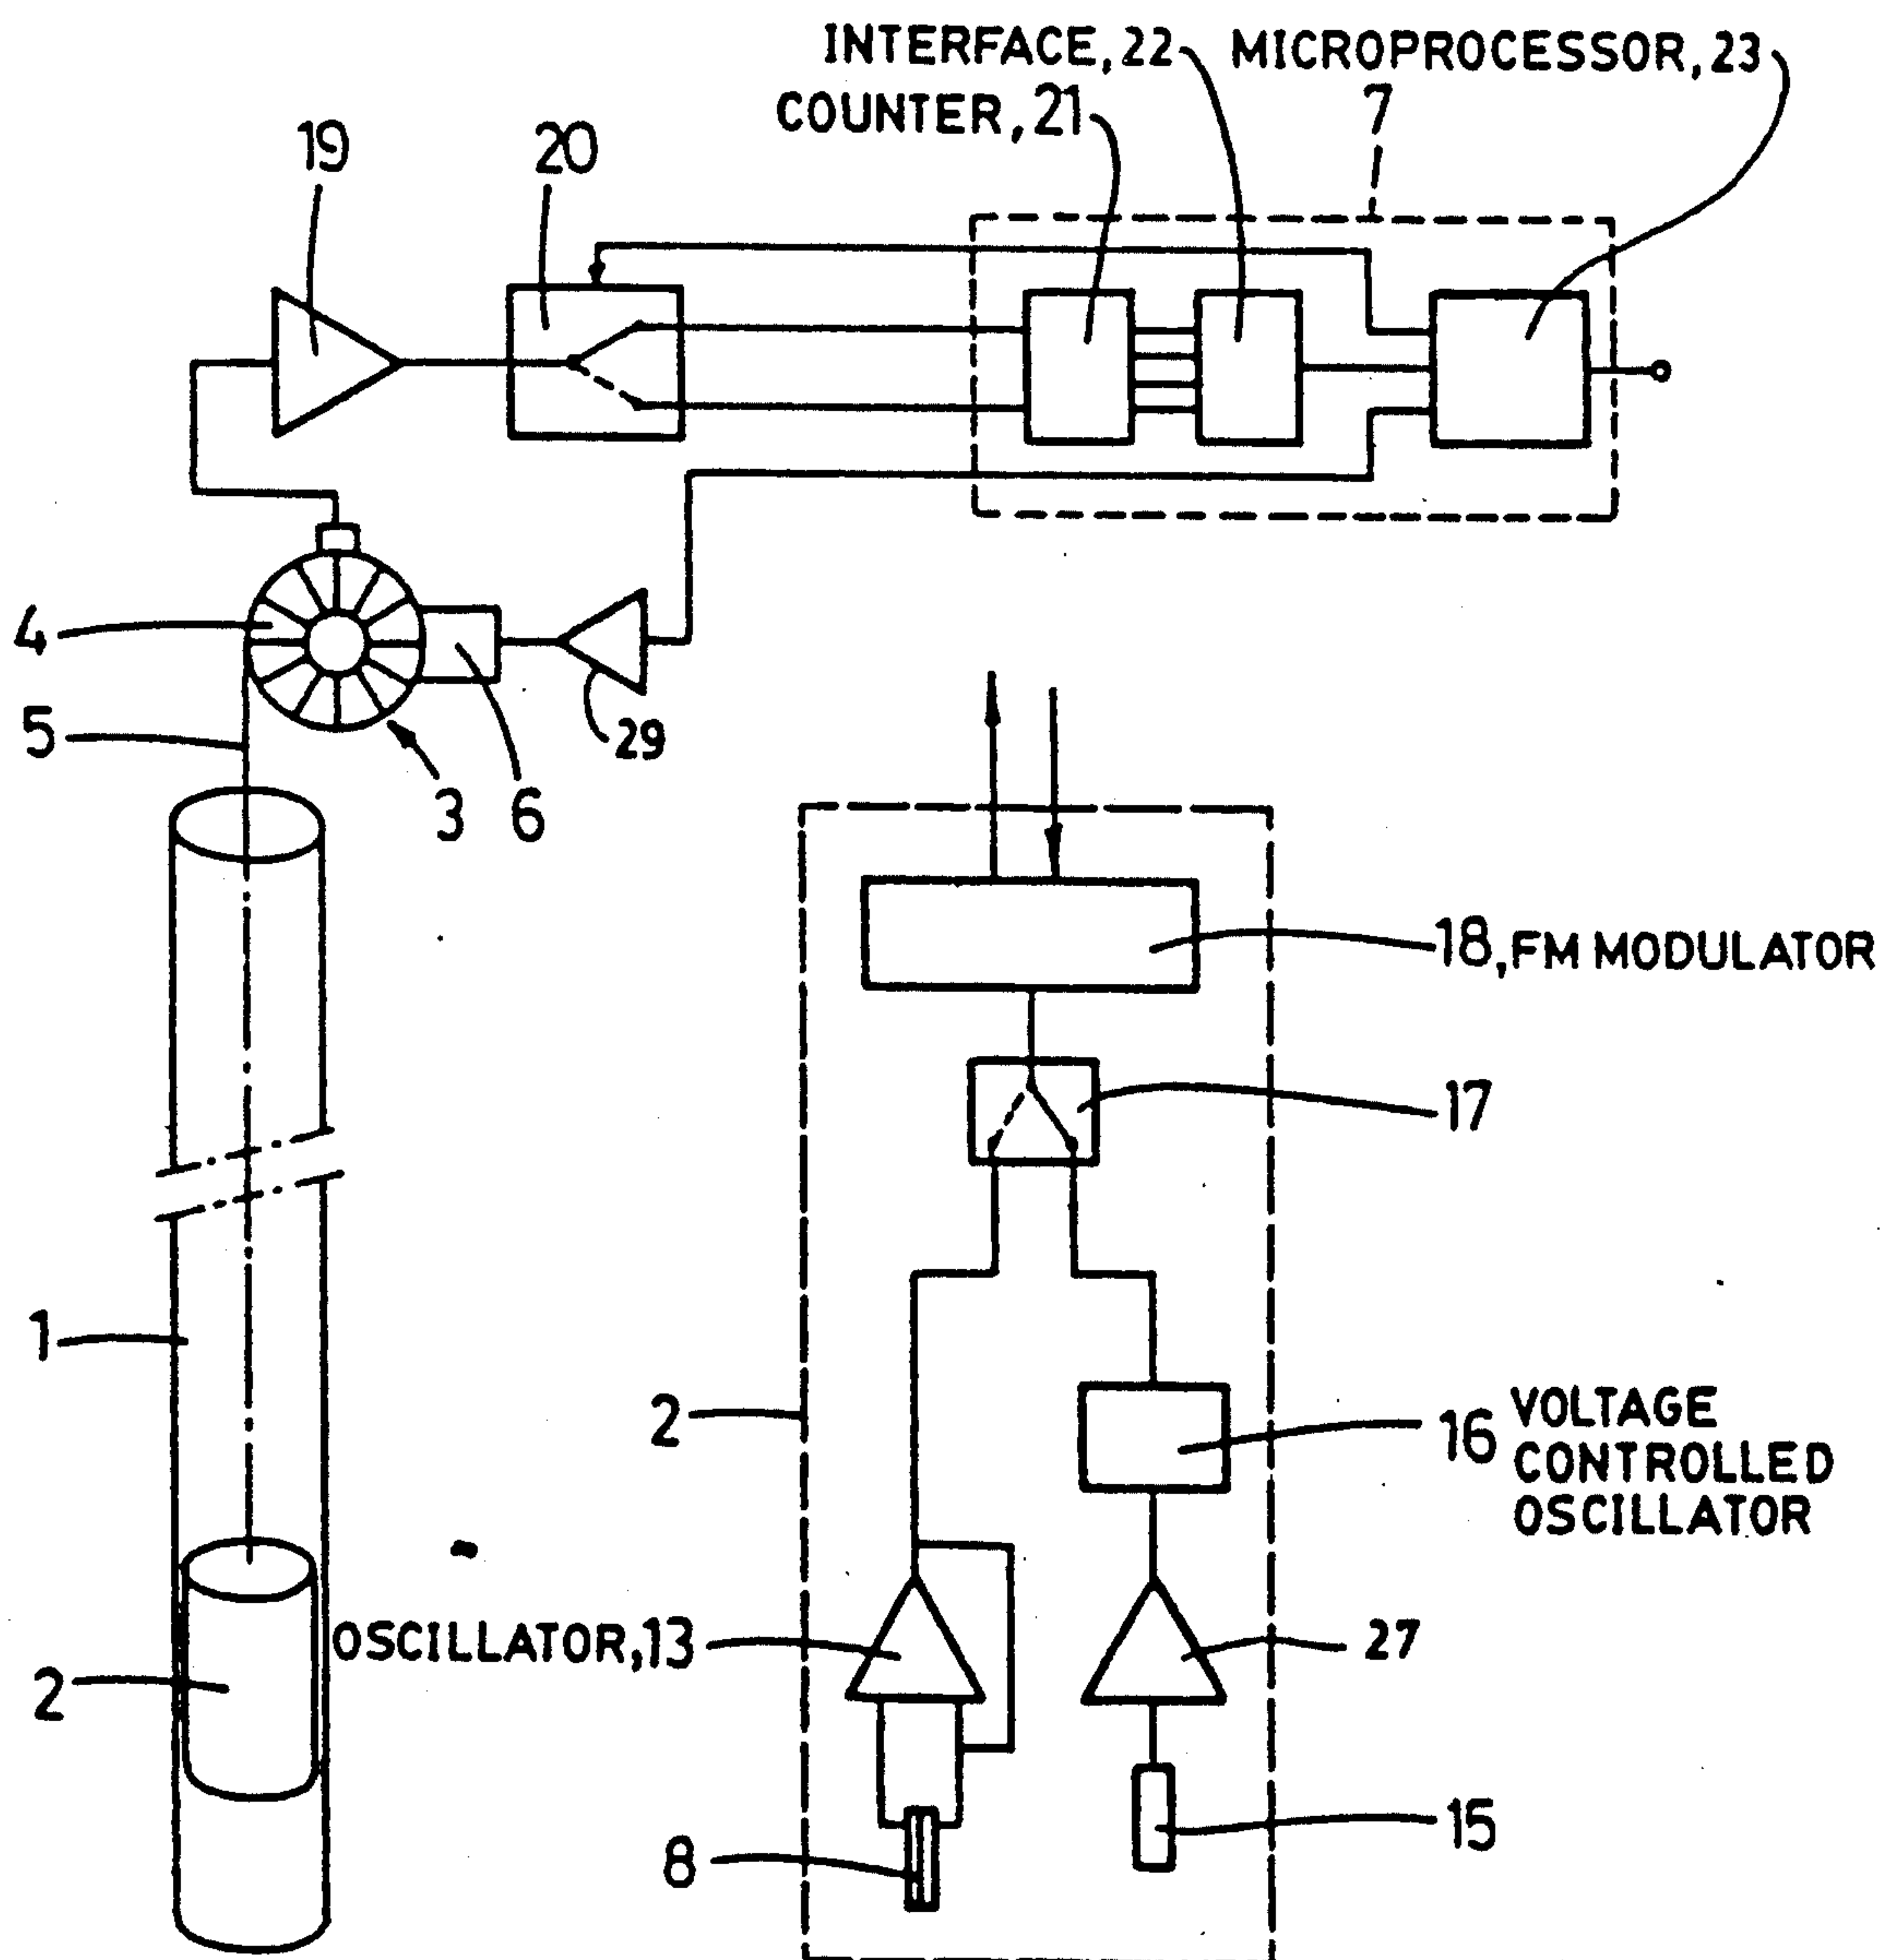 INTERFACE, 22
MICROPROCESSOR, 23
COUNTER, 21
7
19
20
4
5
29
3
6
18, FM MODULATOR
17
1
2
16 VOLTAGE
CONTROLLED
OSCILLATOR
OSCILLATOR, 13
27
2
15
8